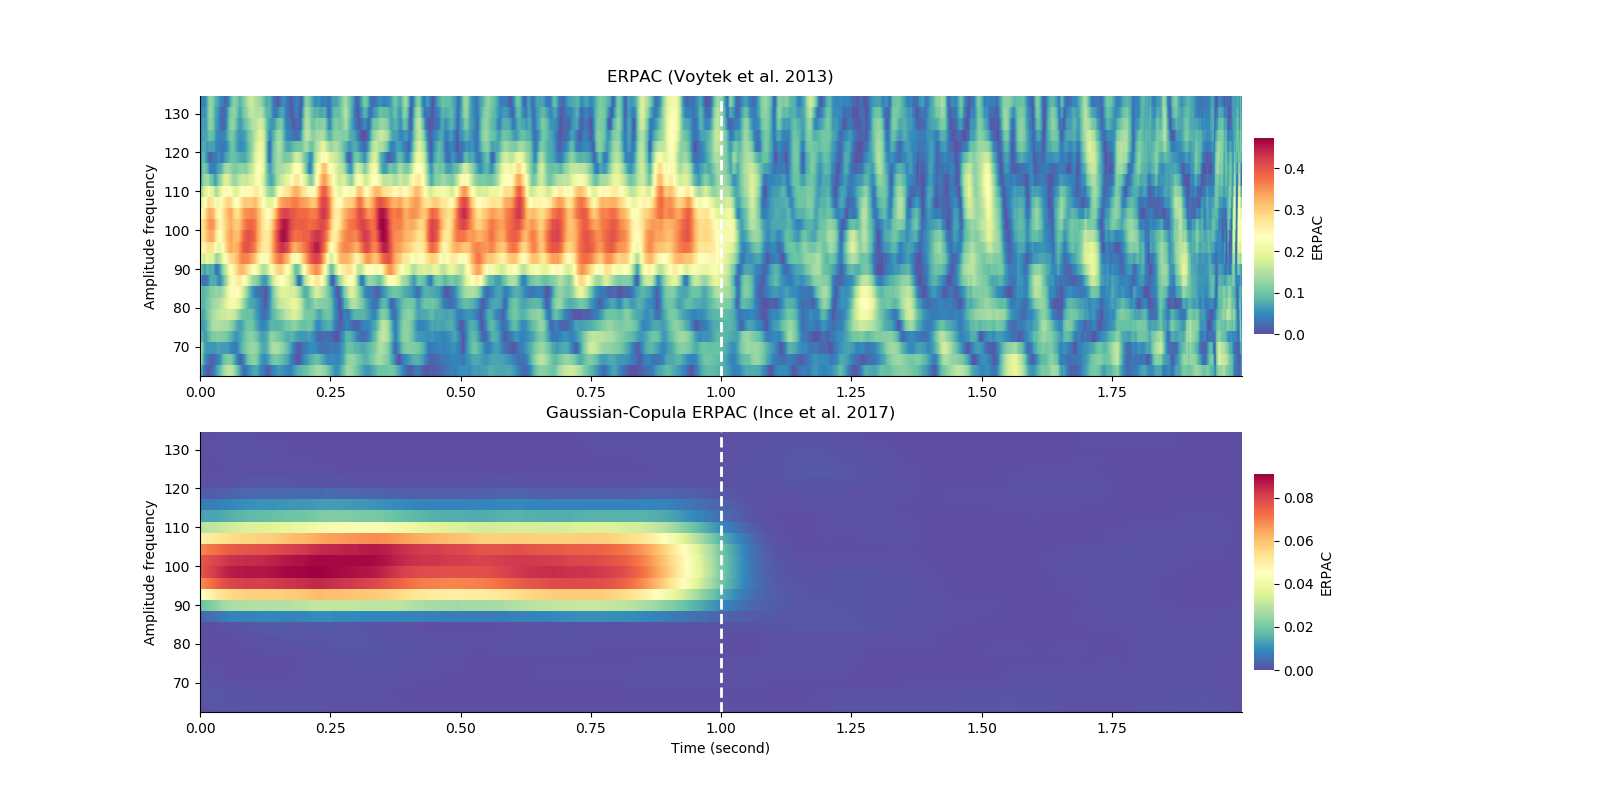 ERPAC (Voytek et al. 2013)
130
120
110
100
90
80
70
Amplitude frequency
0.00 0.25 0.50 0.75 1.00 1.25 1.50 1.75
0.4
0.3
0.2
0.1
0.0
ERPAC
Gaussian-Copula ERPAC (Ince et al. 2017)
130
120
110
100
90
80
70
Amplitude frequency
0.00 0.25 0.50 0.75 1.00 1.25 1.50 1.75
Time (second)
0.08
0.06
0.04
0.02
0.00
ERPAC